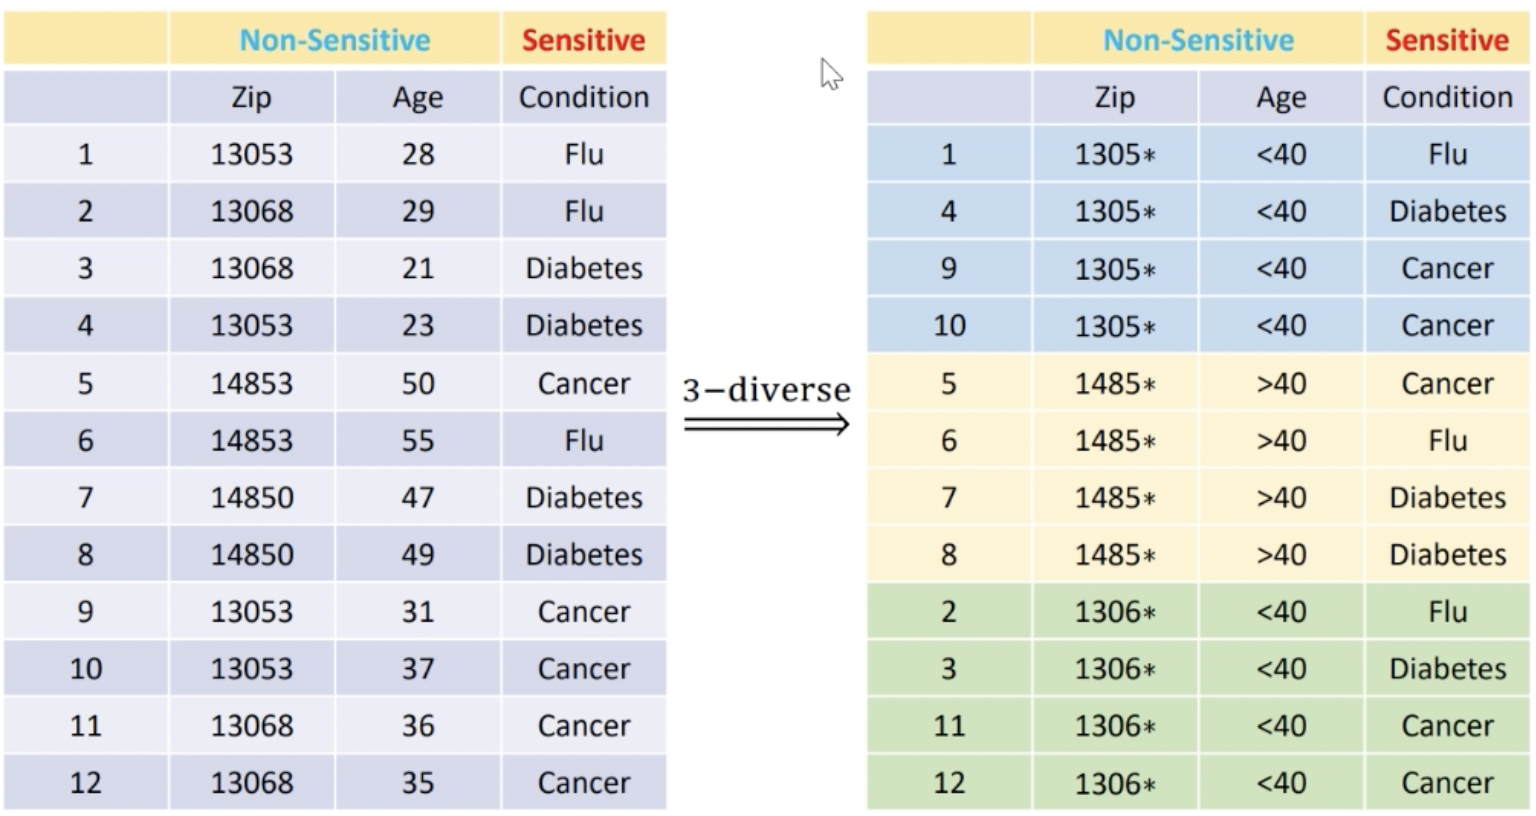 Non-Sensitive Sensitive
Zip Age Condition
1 13053 28 Flu
2 13068 29 Flu
3 13068 21 Diabetes
4 13053 23 Diabetes
5 14853 50 Cancer
6 14853 55 Flu
7 14850 47 Diabetes
8 14850 49 Diabetes
9 13053 31 Cancer
10 13053 37 Cancer
11 13068 36 Cancer
12 13068 35 Cancer
3−diverse
Non-Sensitive Sensitive
Zip Age Condition
1 1305* <40 Flu
4 1305* <40 Diabetes
9 1305* <40 Cancer
10 1305* <40 Cancer
5 1485* >40 Cancer
6 1485* >40 Flu
7 1485* >40 Diabetes
8 1485* >40 Diabetes
2 1306* <40 Flu
3 1306* <40 Diabetes
11 1306* <40 Cancer
12 1306* <40 Cancer